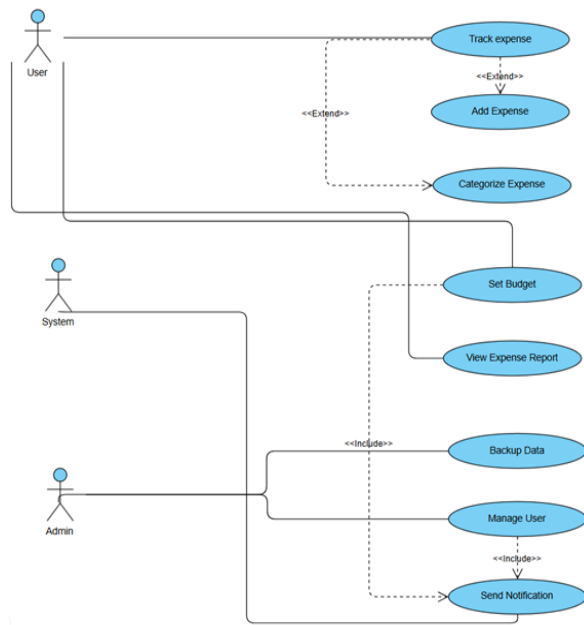 Track expense
User
<<Extend>>
<<Extend>>
Add Expense
Categorize Expense
Set Budget
System
View Expense Report
<<Include>>
Backup Data
Admin
Manage User
<<Include>>
Send Notification